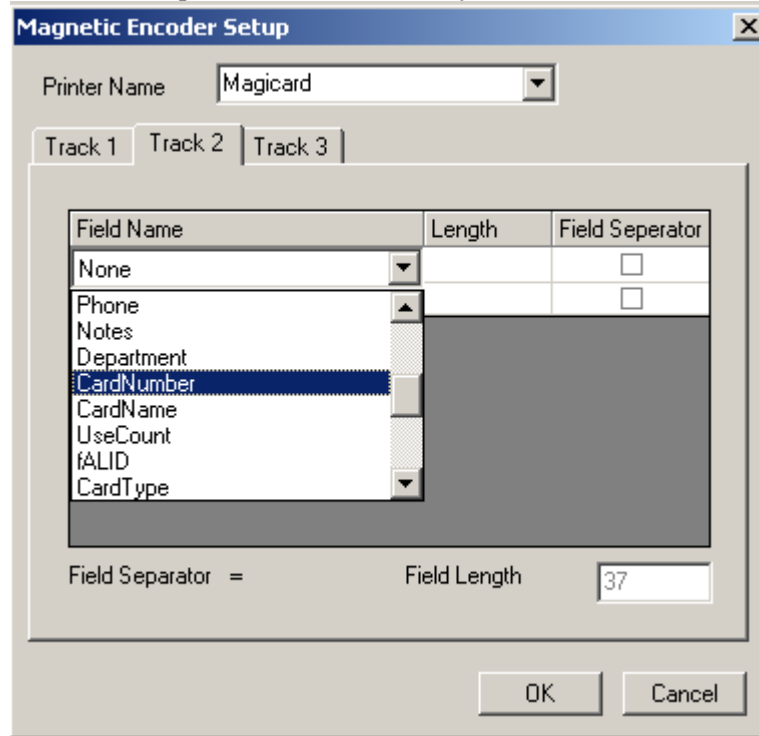 Magnetic Encoder Setup
Printer Name Magicard
Track 1 Track 2 Track 3
Field Name Length Field Seperator
None
Phone
Notes
Department
CardNumber
CardName
UseCount
fALID
CardType
Field Separator = Field Length 37
OK Cancel